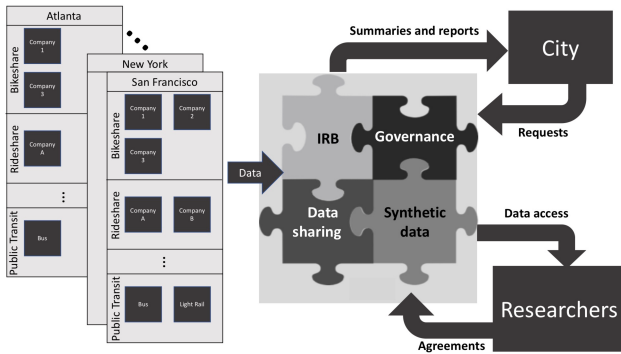 Atlanta
Bikeshare
Company
1
Company
3
Rideshare
Company
A
⋮
Public Transit
Bus
New York
San Francisco
Bikeshare
Company
1
Company
2
Company
3
Rideshare
Company
A
Company
B
⋮
Public Transit
Bus
Light Rail
Data
IRB
Governance
Data
sharing
Synthetic
data
Summaries and reports
City
Requests
Data access
Researchers
Agreements